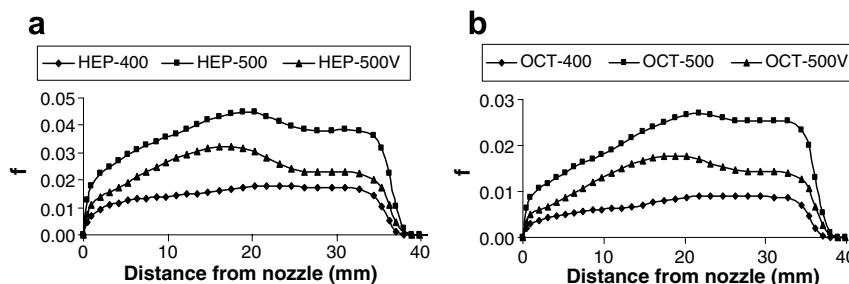 a
HEP-400 HEP-500 HEP-500V
0.05
0.04
0.03
0.02
0.01
0.00
f
0 10 20 30 40
Distance from nozzle (mm)
b
OCT-400 OCT-500 OCT-500V
0.03
0.02
0.01
0.00
f
0 10 20 30 40
Distance from nozzle (mm)